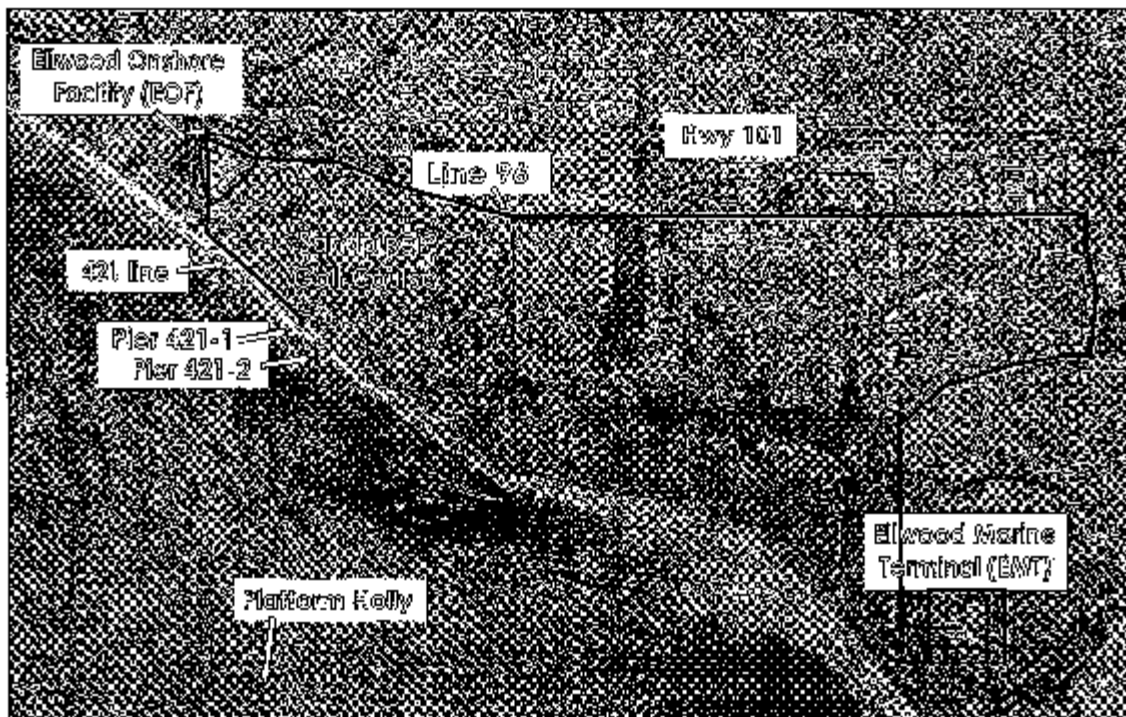 Ellwood Onshore
Facility (EOF)
Hwy 101
Line 96
421 line
Pier 421-1
Pier 421-2
Ellwood Marine
Terminal (EMT)
Platform Holly